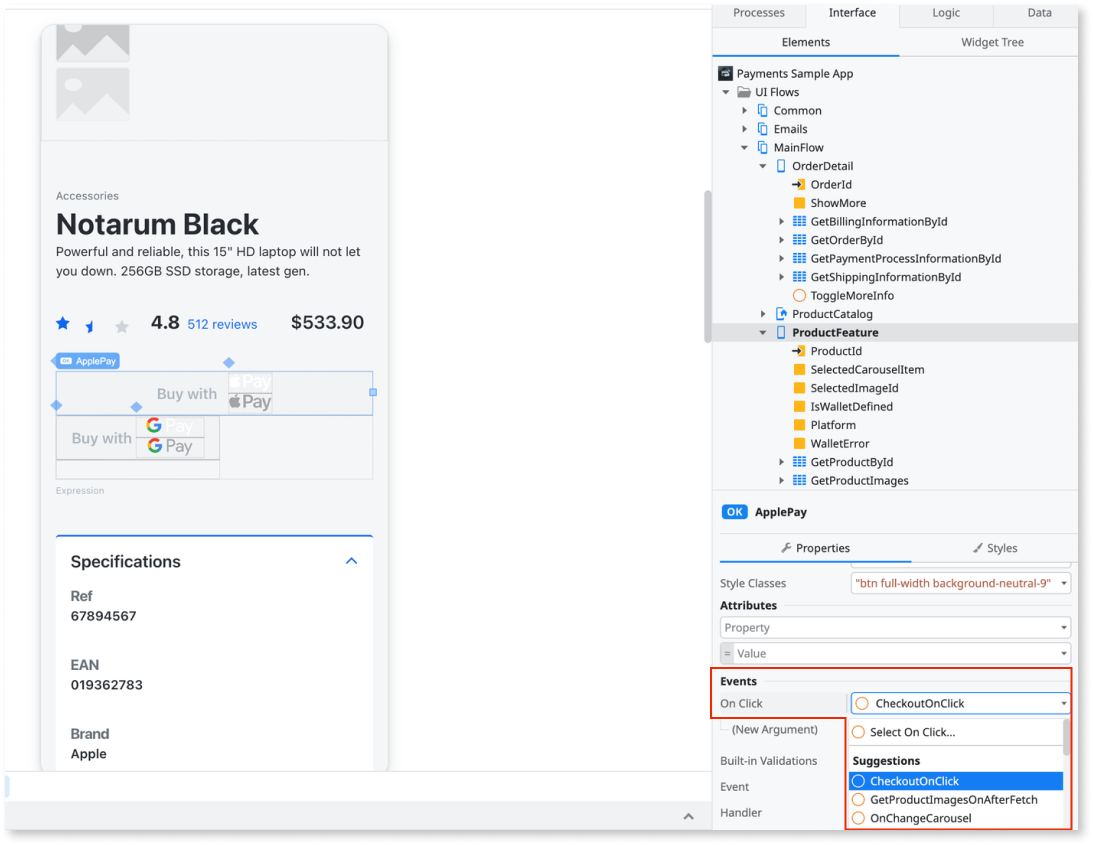 Processes
Interface
Logic
Data
Elements
Widget Tree
Payments Sample App
UI Flows
Common
Emails
MainFlow
OrderDetail
OrderId
ShowMore
GetBillingInformationById
GetOrderById
GetPaymentProcessInformationById
GetShippingInformationById
ToggleMoreInfo
ProductCatalog
ProductFeature
ProductId
SelectedCarouselItem
SelectedImageId
IsWalletDefined
Platform
WalletError
GetProductById
GetProductImages
Accessories
Notarum Black
Powerful and reliable, this 15" HD laptop will not let
you down. 256GB SSD storage, latest gen.
4.8 512 reviews $533.90
OK ApplePay
Pay
Buy with Pay
G Pay
Buy with G Pay
Expression
Specifications
Ref
67894567
EAN
019362783
Brand
Apple
OK ApplePay
Properties
Styles
Style Classes "btn full-width background-neutral-9"
Attributes
Property
= Value
Events
On Click CheckoutOnClick
(New Argument) Select On Click...
Built-in Validations Suggestions
Event CheckoutOnClick
GetProductImagesOnAfterFetch
Handler OnChangeCarousel